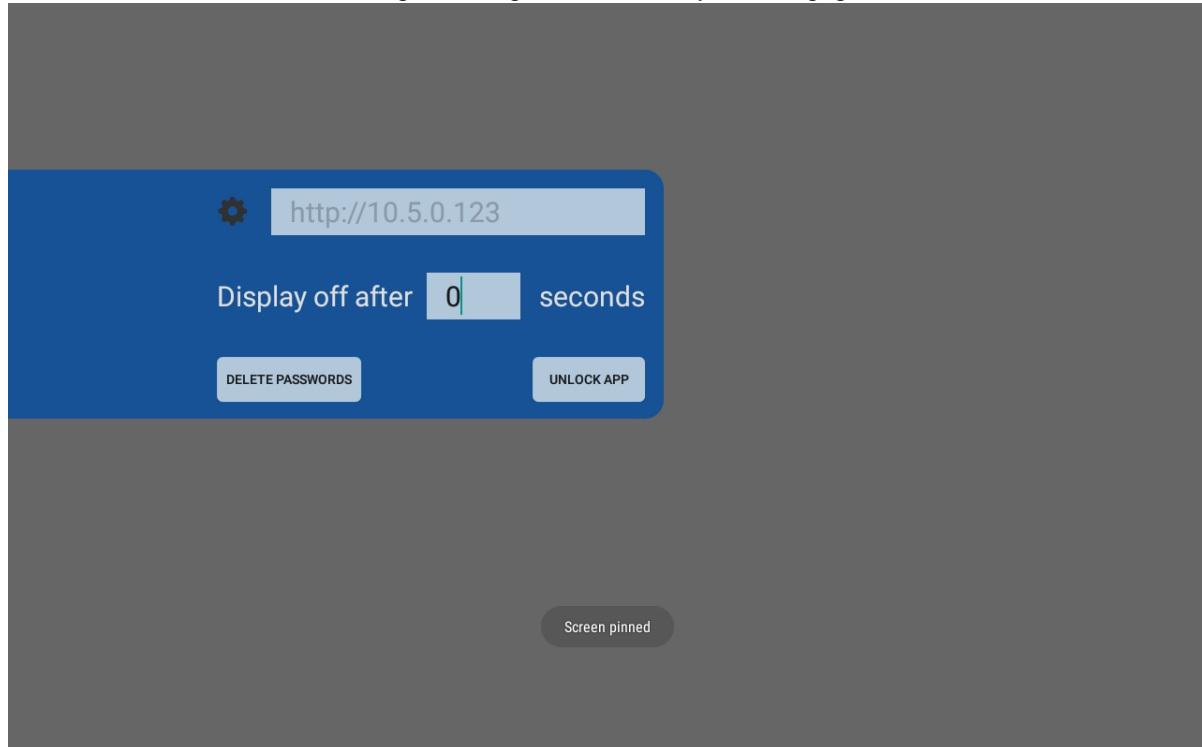 http://10.5.0.123
Display off after 0 seconds
DELETE PASSWORDS UNLOCK APP
Screen pinned